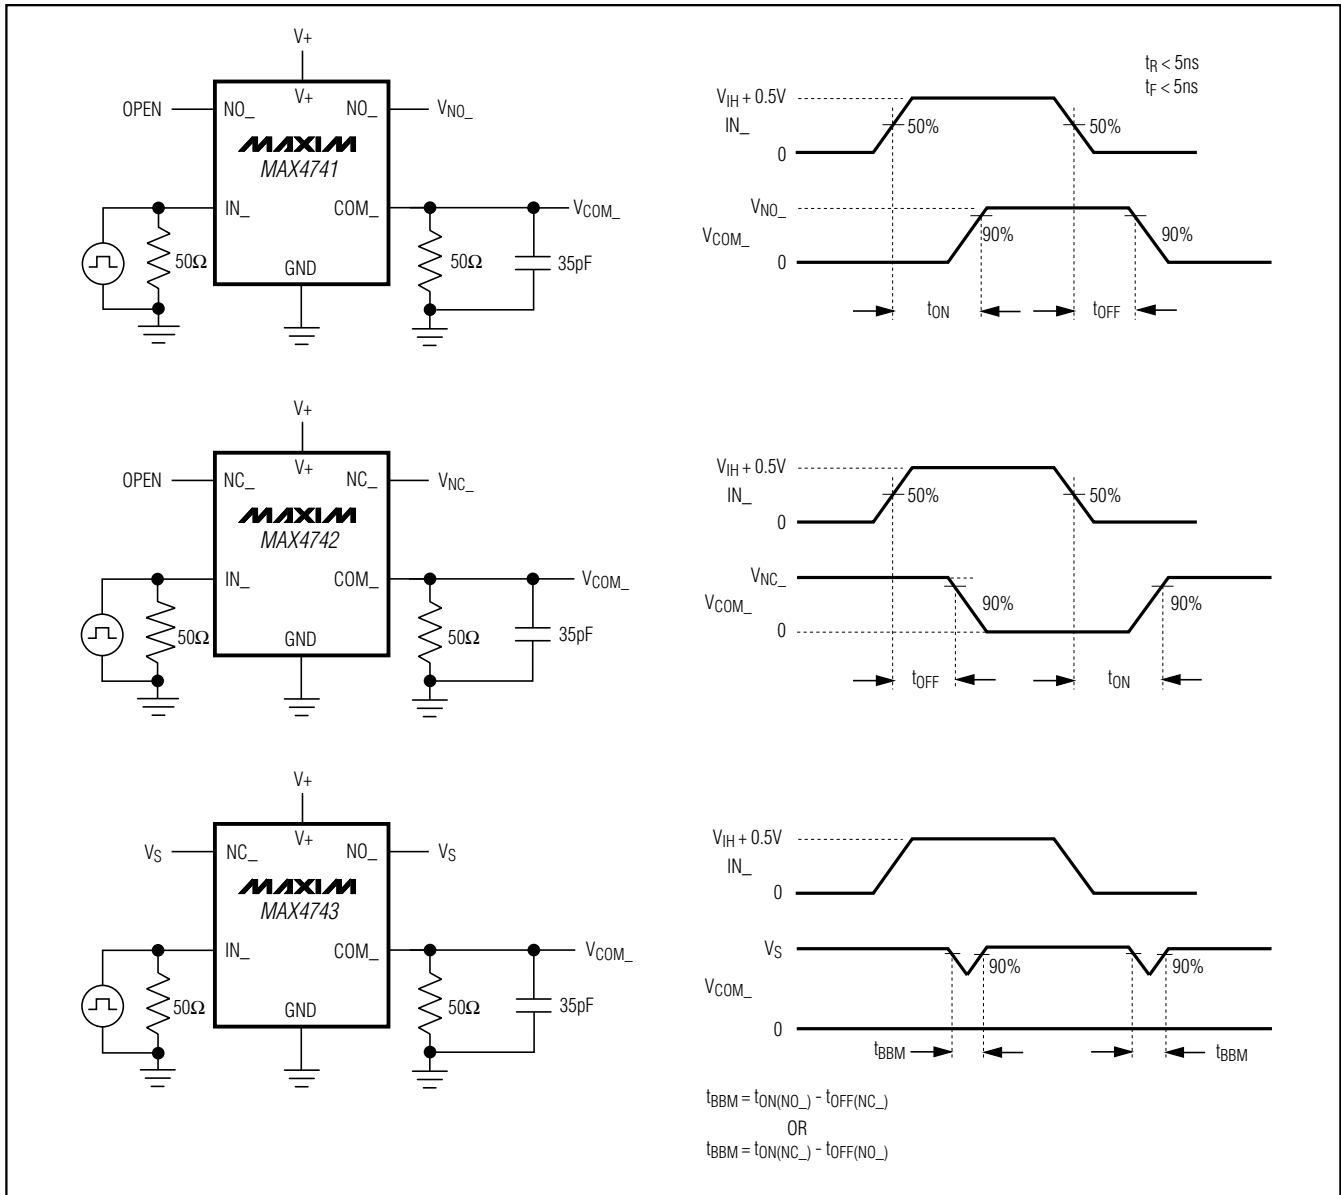 V+
OPEN
NO_
V+
NO_
V_NO_
MAXIM
MAX4741
IN_
COM_
V_COM_
50Ω
GND
50Ω
35pF
t_R < 5ns
t_F < 5ns
V_IH + 0.5V
IN_
0
50%
50%
V_NO_
V_COM_
0
90%
90%
t_ON
t_OFF
V+
OPEN
NC_
V+
NC_
V_NC_
MAXIM
MAX4742
IN_
COM_
V_COM_
50Ω
GND
50Ω
35pF
V_IH + 0.5V
IN_
0
50%
50%
V_NC_
V_COM_
0
90%
90%
t_OFF
t_ON
V+
V_S
NC_
V+
NO_
V_S
MAXIM
MAX4743
IN_
COM_
V_COM_
50Ω
GND
50Ω
35pF
V_IH + 0.5V
IN_
0
V_S
V_COM_
0
90%
90%
t_BBM
t_BBM
t_BBM = t_ON(NO_) - t_OFF(NC_)
OR
t_BBM = t_ON(NC_) - t_OFF(NO_)